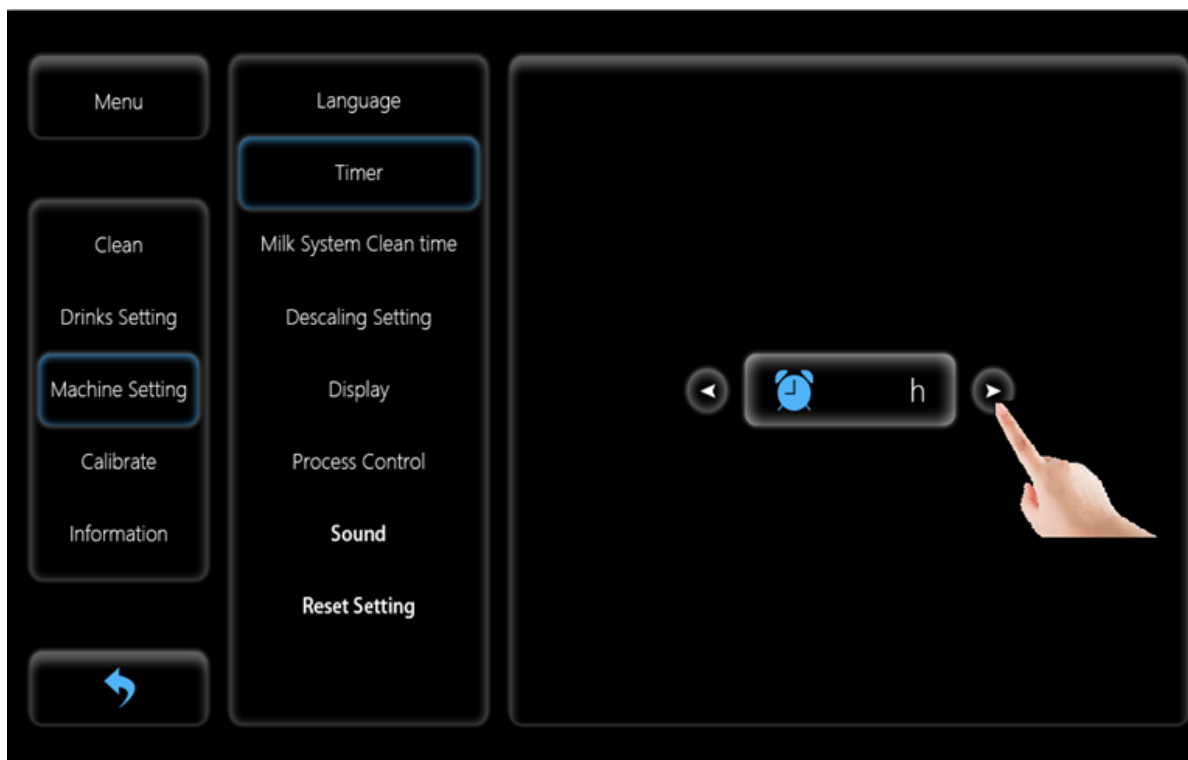 Menu
Clean
Drinks Setting
Machine Setting
Calibrate
Information
Language
Timer
Milk System Clean time
Descaling Setting
Display
Process Control
Sound
Reset Setting
h